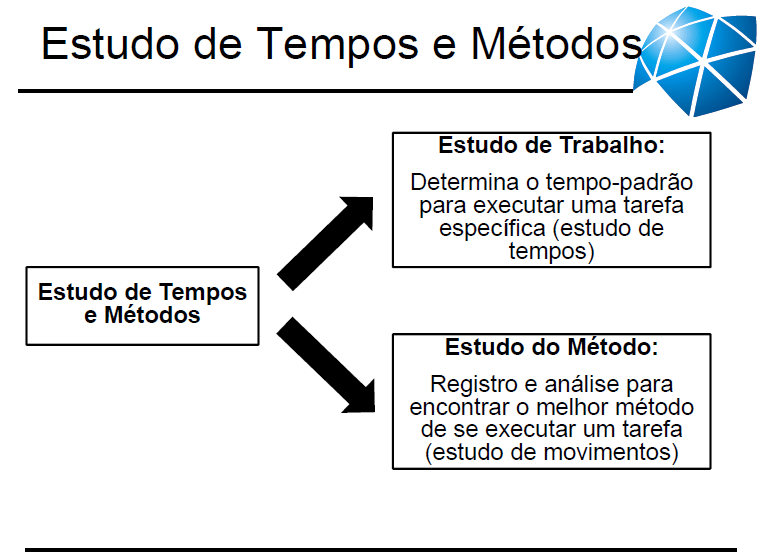 Estudo de Tempos e Métodos
Estudo de Trabalho:
Determina o tempo-padrão
para executar uma tarefa
específica (estudo de
tempos)
Estudo de Tempos
e Métodos
Estudo do Método:
Registro e análise para
encontrar o melhor método
de se executar um tarefa
(estudo de movimentos)